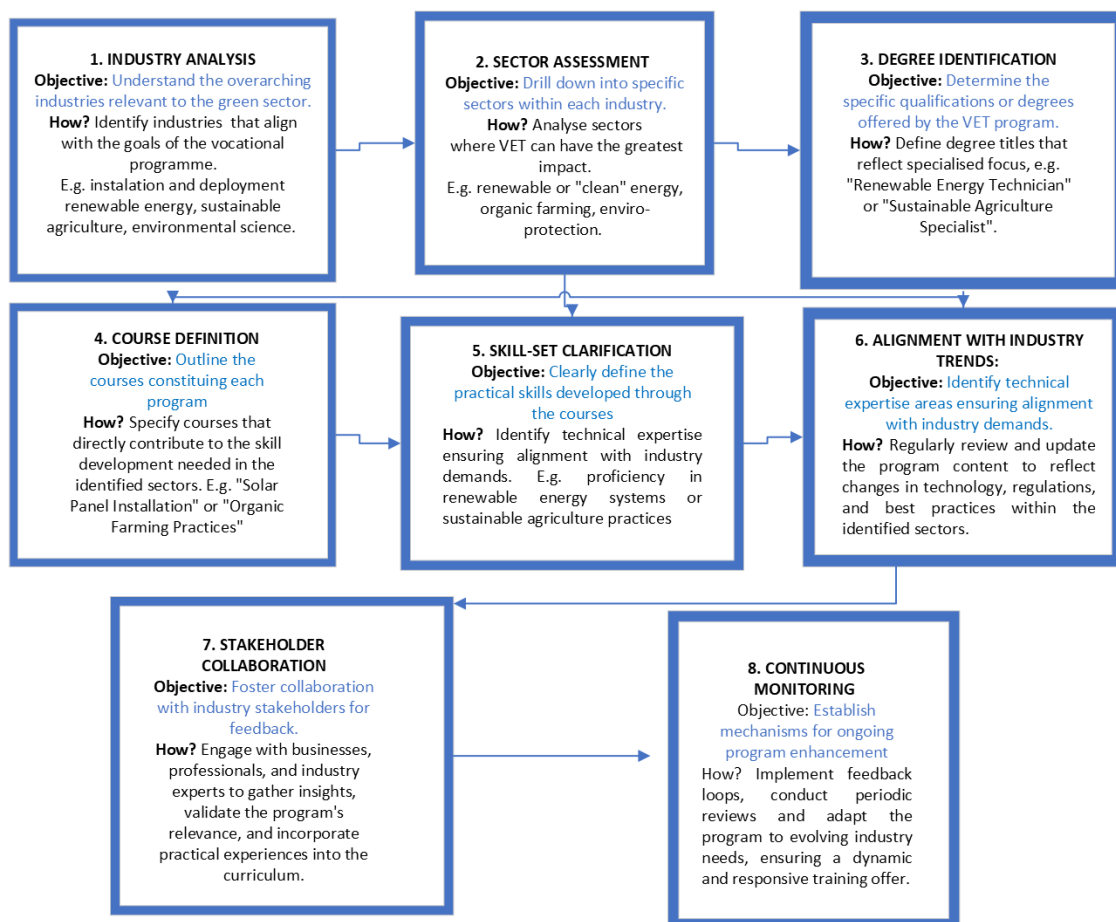 1. INDUSTRY ANALYSIS
Objective: Understand the overarching
industries relevant to the green sector.
How? Identify industries that align
with the goals of the vocational
programme.
E.g. instalation and deployment
renewable energy, sustainable
agriculture, environmental science.
2. SECTOR ASSESSMENT
Objective: Drill down into specific
sectors within each industry.
How? Analyse sectors
where VET can have the greatest
impact.
E.g. renewable or "clean" energy,
organic farming, enviro-
protection.
3. DEGREE IDENTIFICATION
Objective: Determine the
specific qualifications or degrees
offered by the VET program.
How? Define degree titles that
reflect specialised focus, e.g.
"Renewable Energy Technician"
or "Sustainable Agriculture
Specialist".
4. COURSE DEFINITION
Objective: Outline the
courses constituing each
program
How? Specify courses that
directly contribute to the skill
development needed in the
identified sectors. E.g. "Solar
Panel Installation" or "Organic
Farming Practices"
5. SKILL-SET CLARIFICATION
Objective: Clearly define the
practical skills developed through
the courses
How? Identify technical expertise
ensuring alignment with industry
demands. E.g. proficiency in
renewable energy systems or
sustainable agriculture practices
6. ALIGNMENT WITH INDUSTRY
TRENDS:
Objective: Identify technical
expertise areas ensuring alignment
with industry demands.
How? Regularly review and update
the program content to reflect
changes in technology, regulations,
and best practices within the
identified sectors.
7. STAKEHOLDER
COLLABORATION
Objective: Foster collaboration
with industry stakeholders for
feedback.
How? Engage with businesses,
professionals, and industry
experts to gather insights,
validate the program's
relevance, and incorporate
practical experiences into the
curriculum.
8. CONTINUOUS
MONITORING
Objective: Establish
mechanisms for ongoing
program enhancement
How? Implement feedback
loops, conduct periodic
reviews and adapt the
program to evolving industry
needs, ensuring a dynamic
and responsive training offer.